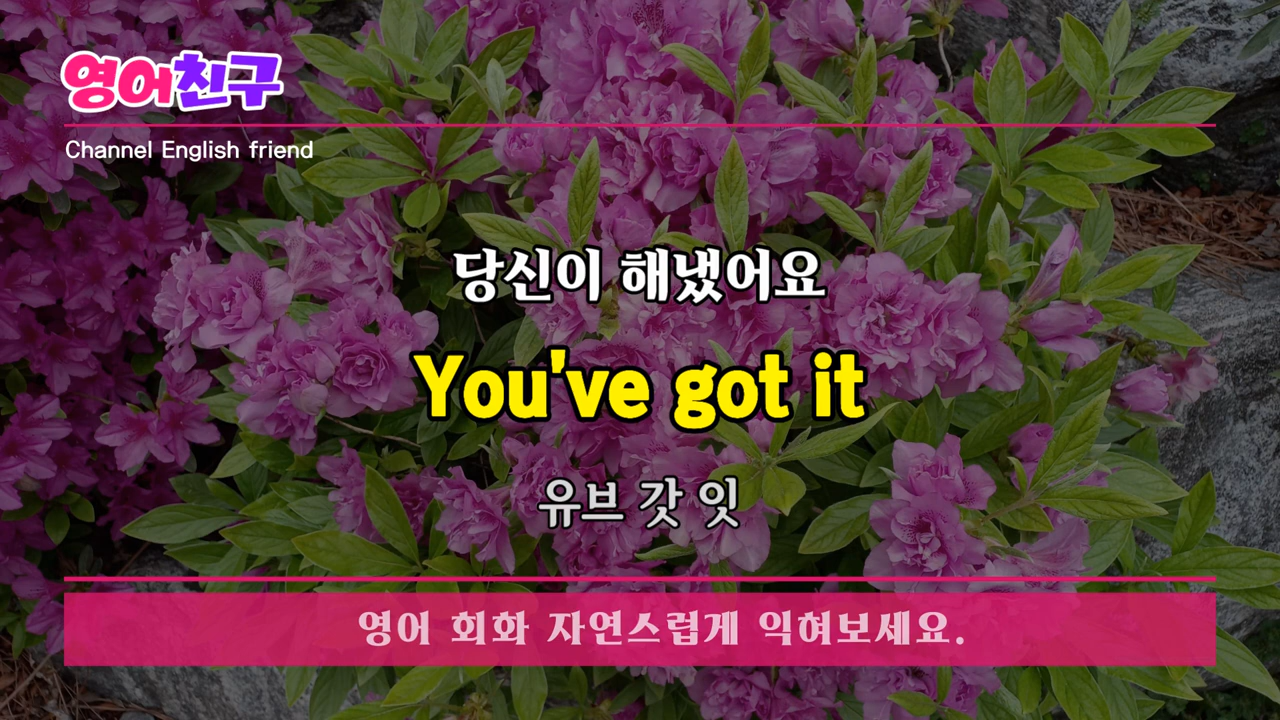 영어친구
Channel English friend
당신이 해냈어요
You've got it
유브 갓 잇
영어 회화 자연스럽게 익혀보세요.